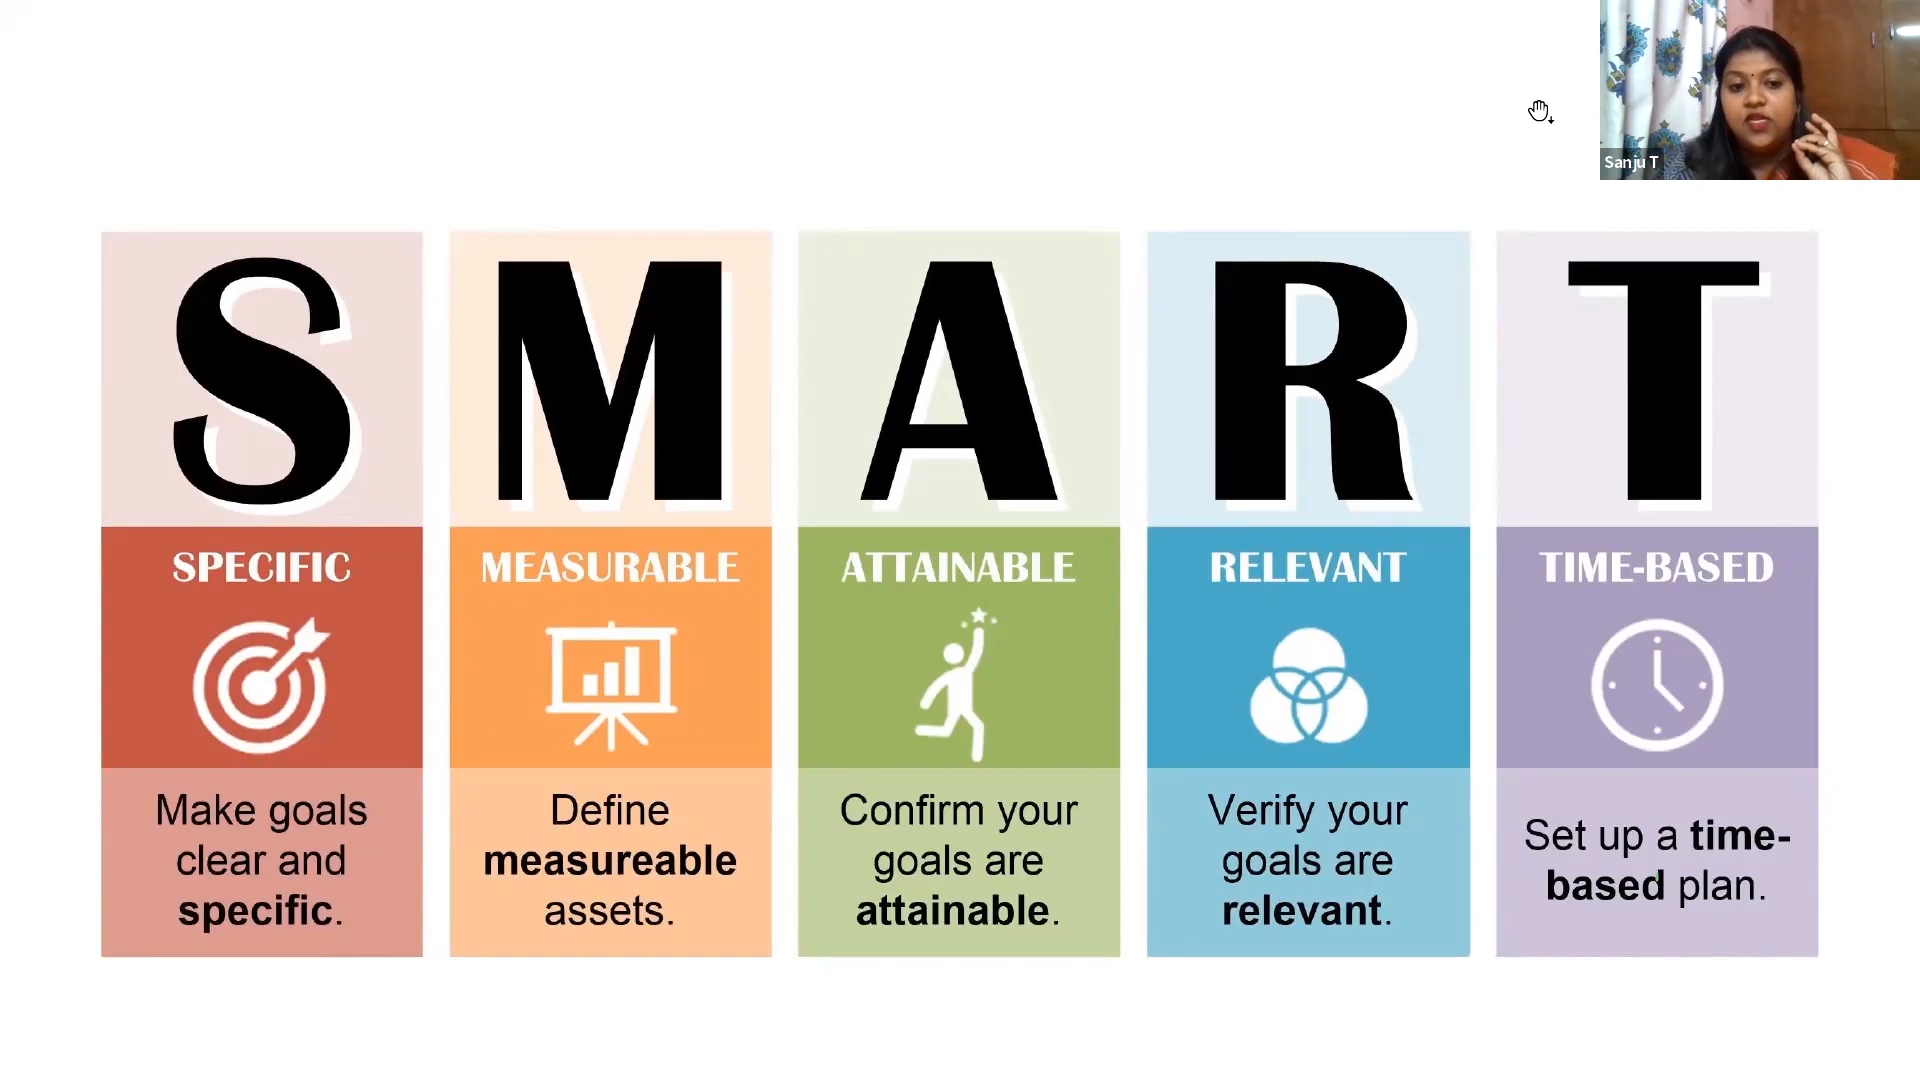 Sanju T
S M A R T
SPECIFIC
MEASURABLE
ATTAINABLE
RELEVANT
TIME-BASED
Make goals
clear and
specific.
Define
measureable
assets.
Confirm your
goals are
attainable.
Verify your
goals are
relevant.
Set up a time-
based plan.